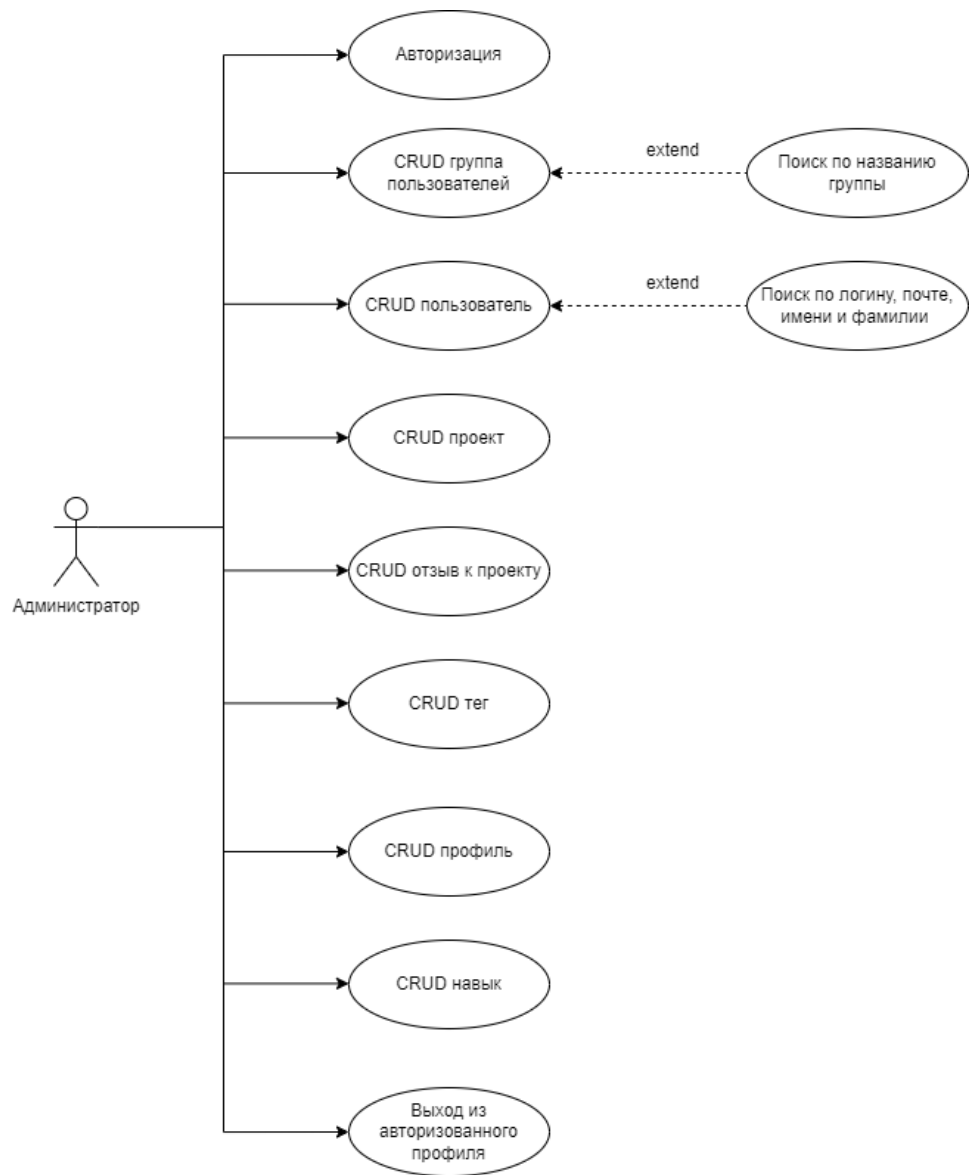 Авторизация
CRUD группа
пользователей
extend
Поиск по названию
группы
CRUD пользователь
extend
Поиск по логину, почте,
имени и фамилии
CRUD проект
Администратор
CRUD отзыв к проекту
CRUD тег
CRUD профиль
CRUD навык
Выход из
авторизованного
профиля